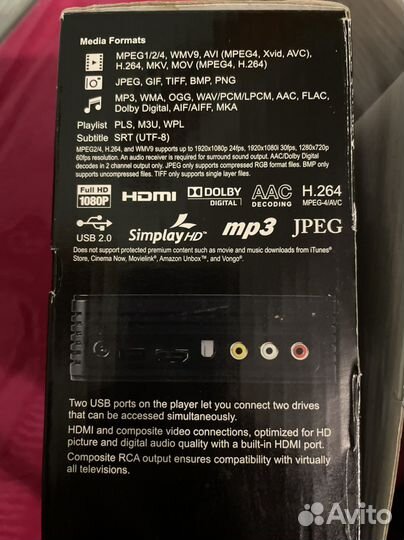 Media Formats
MPEG1/2/4, WMV9, AVI (MPEG4, Xvid, AVC),
H.264, MKV, MOV (MPEG4, H.264)
JPEG, GIF, TIFF, BMP, PNG
MP3, WMA, OGG, WAV/PCM/LPCM, AAC, FLAC,
Dolby Digital, AIF/AIFF, MKA
Playlist PLS, M3U, WPL
Subtitle SRT (UTF-8)
MPEG2/4, H.264, and WMV9 supports up to 1920x1080p 24fps, 1920x1080i 30fps, 1280x720p
60fps resolution. An audio receiver is required for surround sound output. AAC/Dolby Digital
decodes in 2 channel output only. JPEG only supports compressed RGB format files. BMP only
supports uncompressed files. TIFF only supports single layer files.
Full HD 1080P HDMI DOLBY DIGITAL AAC DECODING H.264 MPEG-4/AVC
USB 2.0 Simplay HD™ mp3 JPEG
Does not support protected premium content such as movie and music downloads from iTunes®
Store, Cinema Now, Movielink®, Amazon Unbox™, and Vongo®.
Two USB ports on the player let you connect two drives
that can be accessed simultaneously.
HDMI and composite video connections, optimized for HD
picture and digital audio quality with a built-in HDMI port.
Composite RCA output ensures compatibility with virtually
all televisions.
Avito